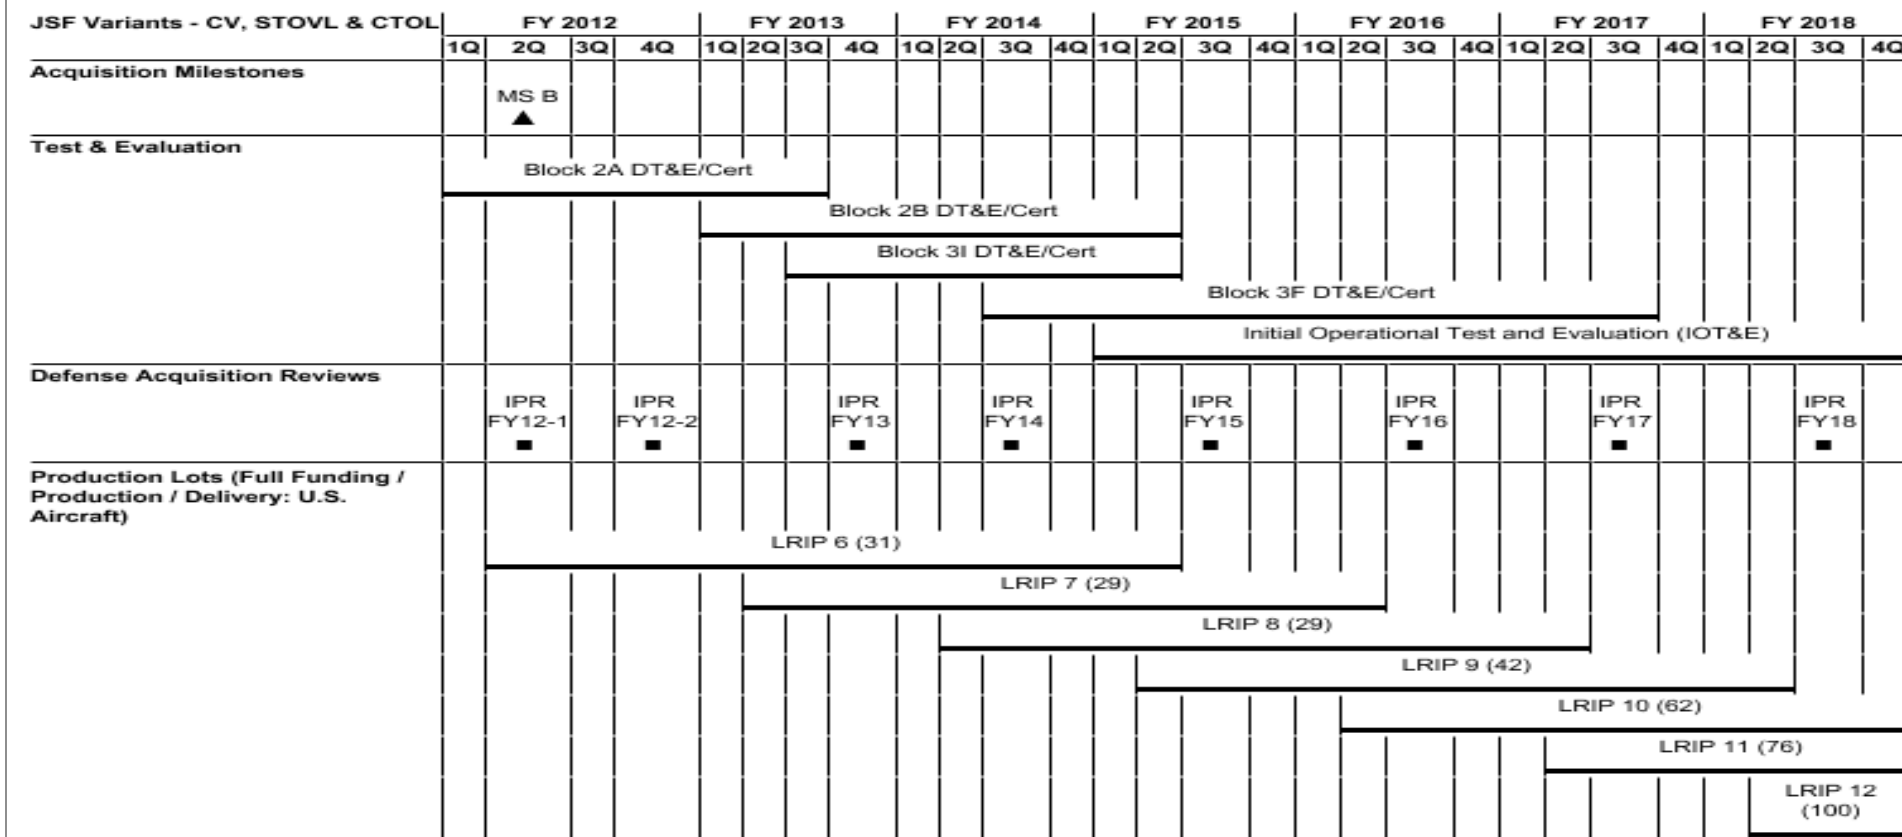 JSF Variants - CV, STOVL & CTOL FY 2012 FY 2013 FY 2014 FY 2015 FY 2016 FY 2017 FY 2018
1Q 2Q 3Q 4Q 1Q 2Q 3Q 4Q 1Q 2Q 3Q 4Q 1Q 2Q 3Q 4Q 1Q 2Q 3Q 4Q 1Q 2Q 3Q 4Q 1Q 2Q 3Q 4Q
Acquisition Milestones
MS B
Test & Evaluation
Block 2A DT&E/Cert
Block 2B DT&E/Cert
Block 3I DT&E/Cert
Block 3F DT&E/Cert
Initial Operational Test and Evaluation (IOT&E)
Defense Acquisition Reviews
IPR IPR IPR IPR IPR IPR IPR IPR
FY12-1 FY12-2 FY13 FY14 FY15 FY16 FY17 FY18
Production Lots (Full Funding /
Production / Delivery: U.S.
Aircraft)
LRIP 6 (31)
LRIP 7 (29)
LRIP 8 (29)
LRIP 9 (42)
LRIP 10 (62)
LRIP 11 (76)
LRIP 12
(100)